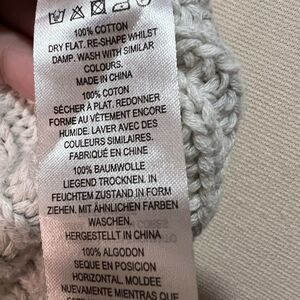 100% COTTON
DRY FLAT. RE-SHAPE WHILST
DAMP. WASH WITH SIMILAR
COLOURS.
MADE IN CHINA
100% COTON
SÉCHER À PLAT. REDONNER
FORME AU VÊTEMENT ENCORE
HUMIDE. LAVER AVEC DES
COULEURS SIMILAIRES.
FABRIQUÉ EN CHINE
100% BAUMWOLLE
LIEGEND TROCKNEN. IN
FEUCHTEM ZUSTAND IN FORM
ZIEHEN. MIT ÄHNLICHEN FARBEN
WASCHEN.
HERGESTELLT IN CHINA
100% ALGODON
SEQUE EN POSICION
HORIZONTAL. MOLDEE
NUEVAMENTE MIENTRAS QUE